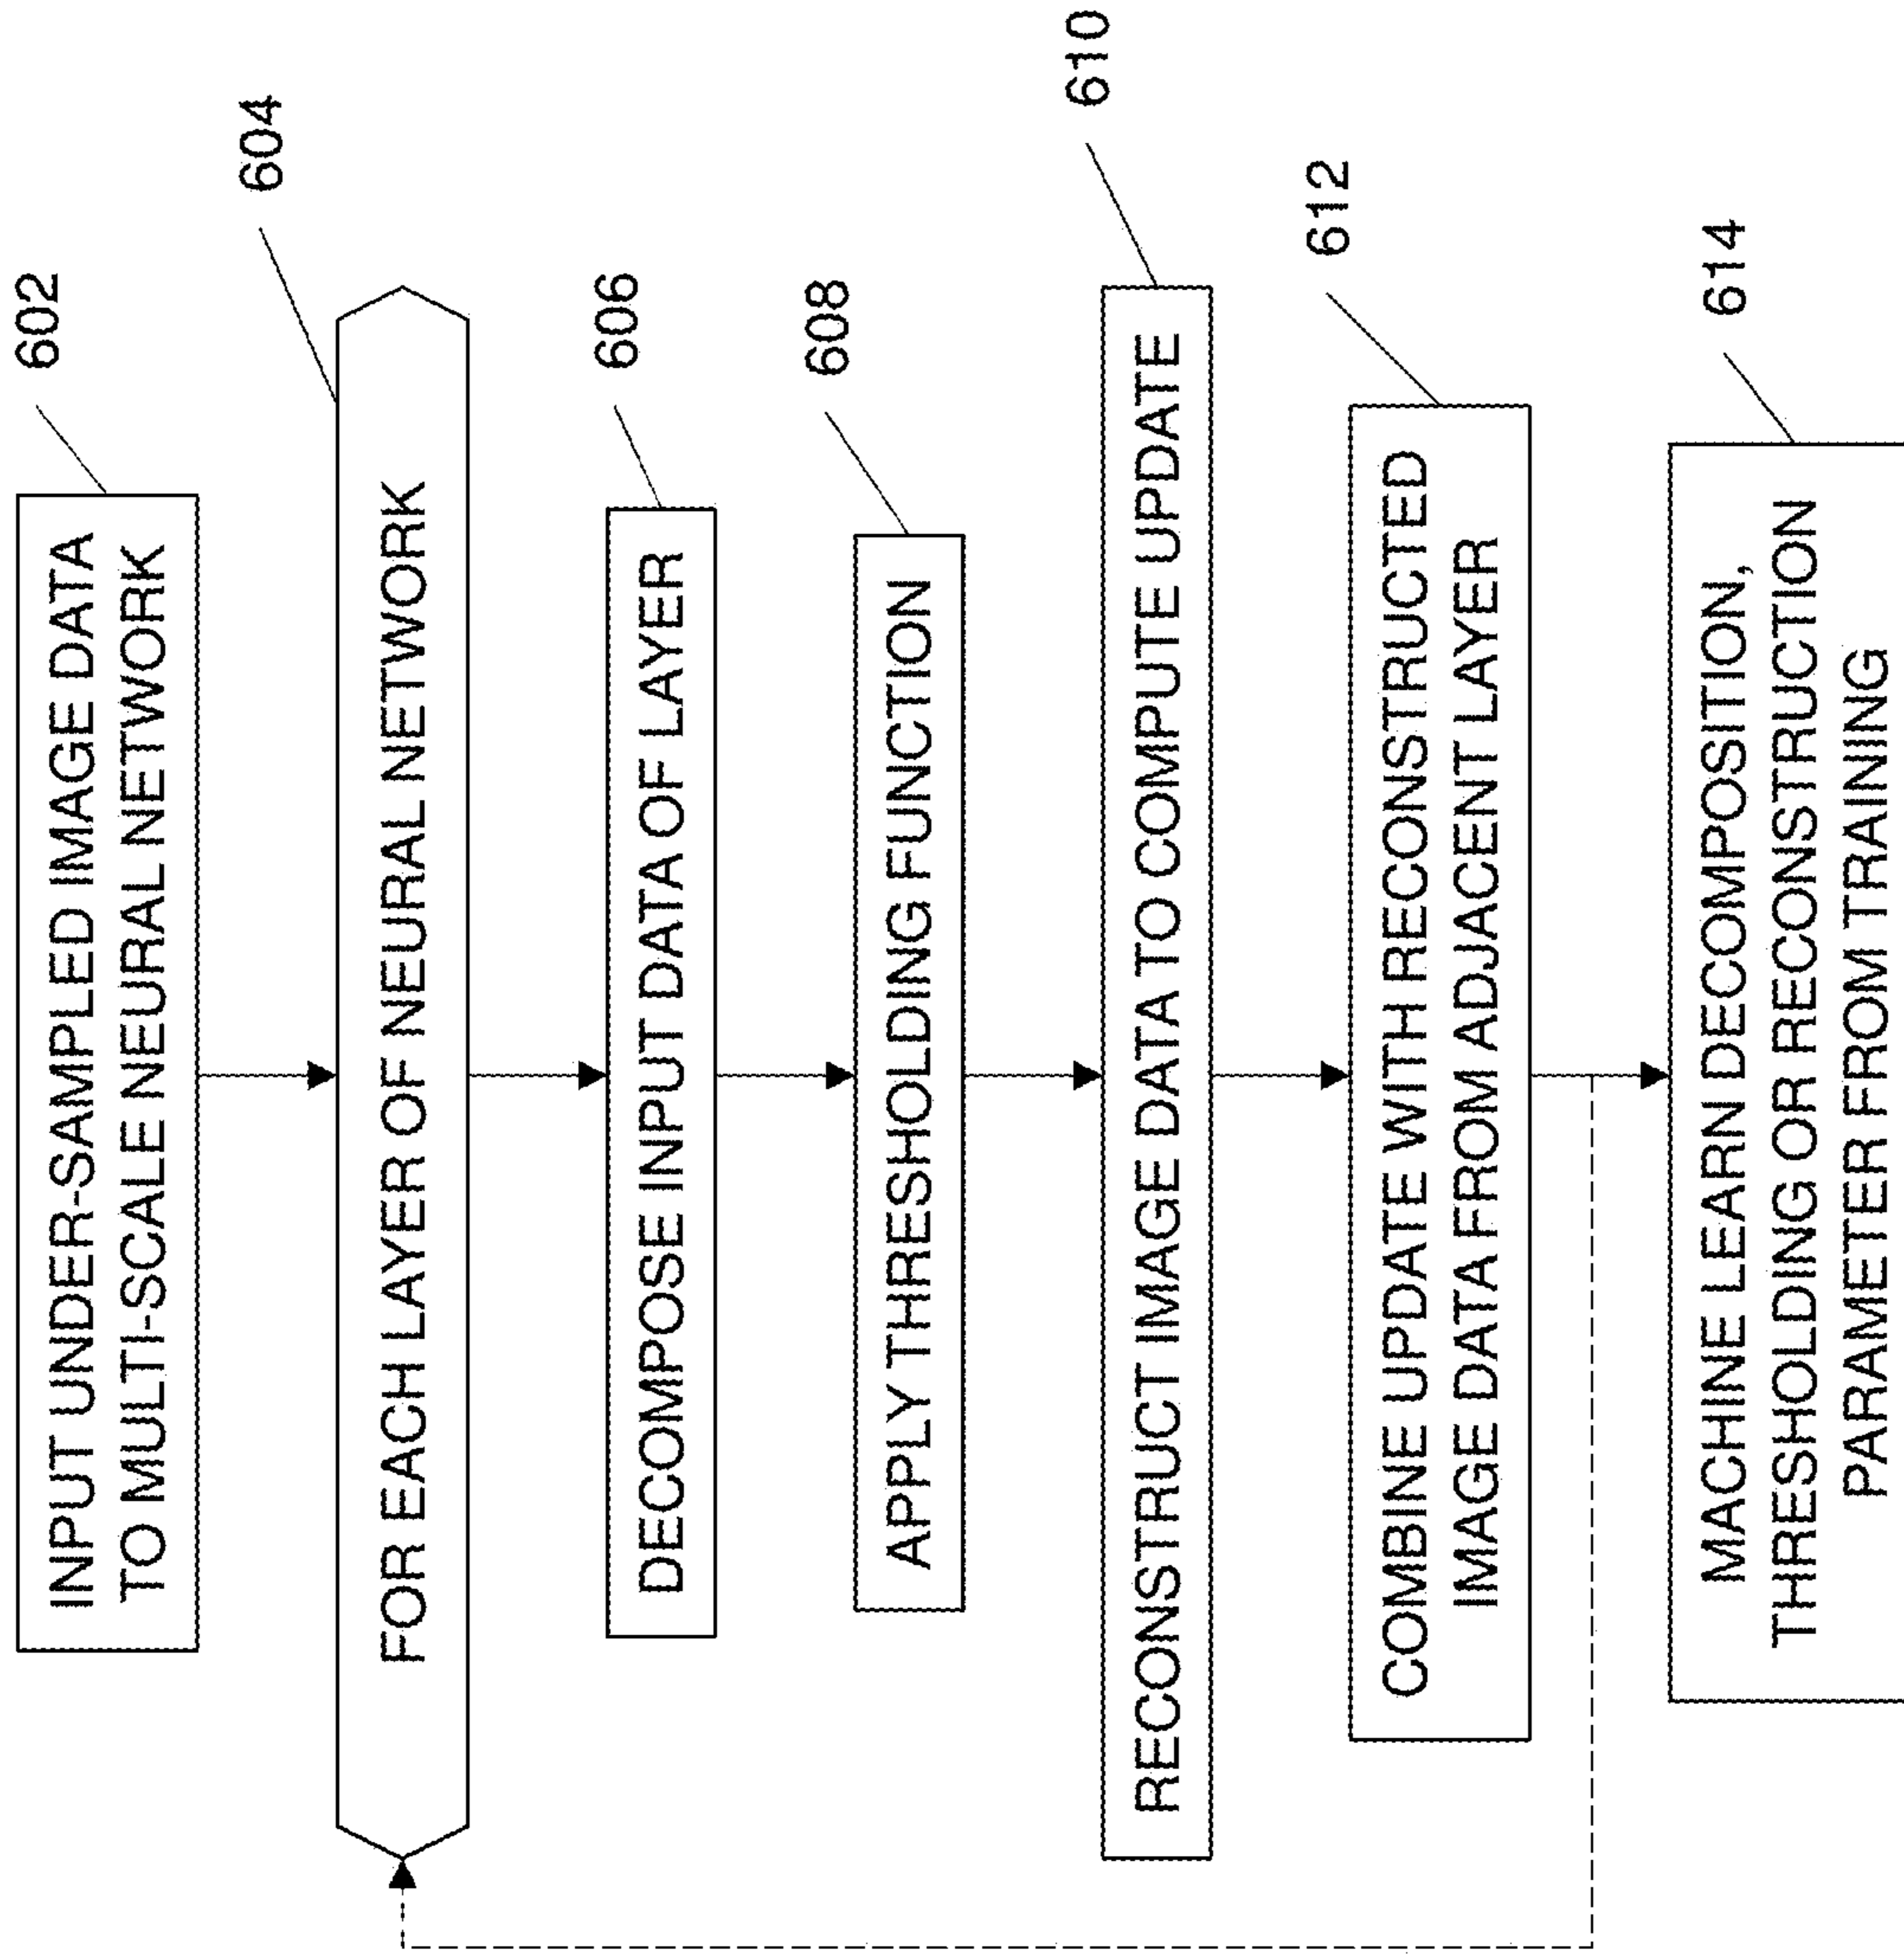 INPUT UNDER-SAMPLED IMAGE DATA
TO MULTI-SCALE NEURAL NETWORK
602
FOR EACH LAYER OF NEURAL NETWORK
604
DECOMPOSE INPUT DATA OF LAYER
606
APPLY THRESHOLDING FUNCTION
608
RECONSTRUCT IMAGE DATA TO COMPUTE UPDATE
610
COMBINE UPDATE WITH RECONSTRUCTED
IMAGE DATA FROM ADJACENT LAYER
612
MACHINE LEARN DECOMPOSITION,
THRESHOLDING OR RECONSTRUCTION
PARAMETER FROM TRAINING
614